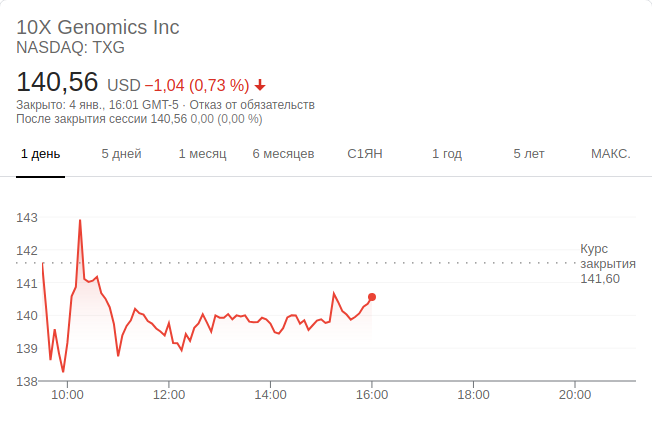 10X Genomics Inc
NASDAQ: TXG
140,56 USD −1,04 (0,73 %)
Закрыто: 4 янв., 16:01 GMT-5 · Отказ от обязательств
После закрытия сессии 140,56 0,00 (0,00 %)
1 день 5 дней 1 месяц 6 месяцев С1ЯН 1 год 5 лет МАКС.
143
142
141
140
139
138
Курс
закрытия
141,60
10:00 12:00 14:00 16:00 18:00 20:00